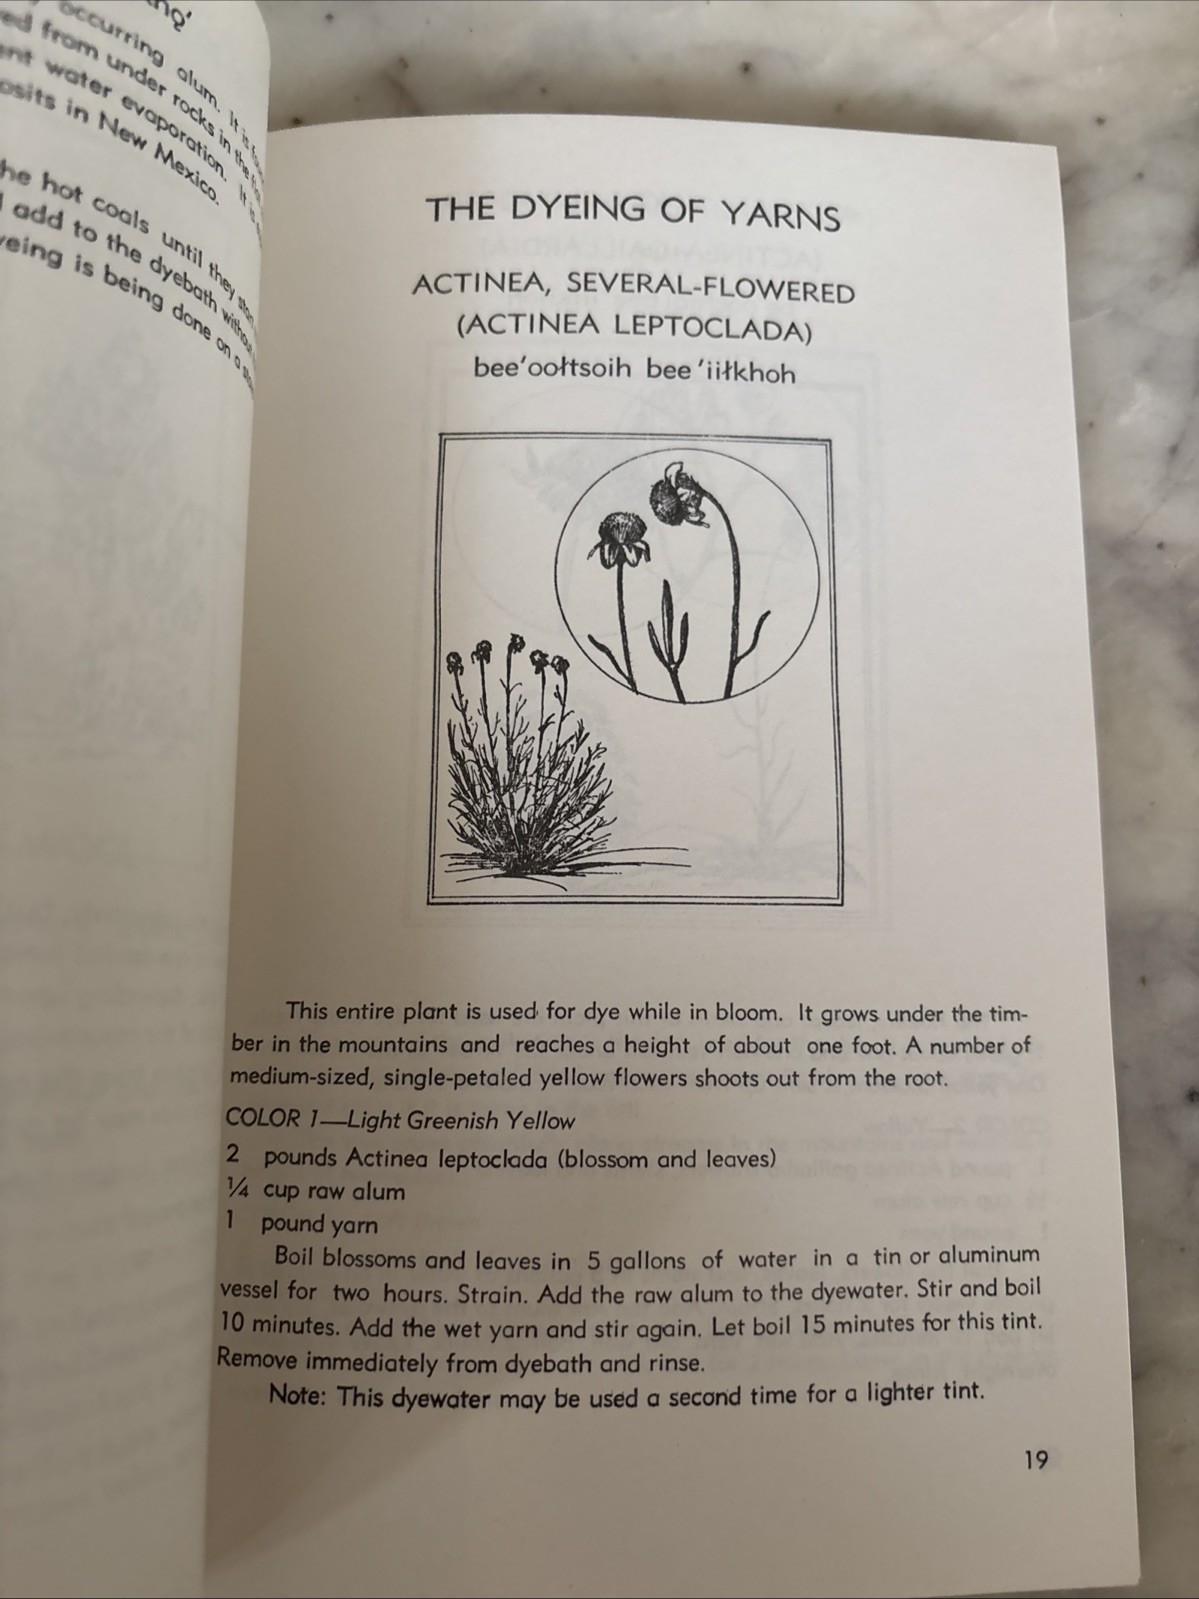 occurring alum. It is
from under rocks in the
water evaporation. It is
in New Mexico.
hot coals until they
add to the dyebath without
is being done on a
THE DYEING OF YARNS
ACTINEA, SEVERAL-FLOWERED
(ACTINEA LEPTOCLADA)
bee'oołtsoih bee 'iiłkhoh
This entire plant is used for dye while in bloom. It grows under the tim-
ber in the mountains and reaches a height of about one foot. A number of
medium-sized, single-petaled yellow flowers shoots out from the root.
COLOR 1—Light Greenish Yellow
2 pounds Actinea leptoclada (blossom and leaves)
¼ cup raw alum
1 pound yarn
Boil blossoms and leaves in 5 gallons of water in a tin or aluminum
vessel for two hours. Strain. Add the raw alum to the dyewater. Stir and boil
10 minutes. Add the wet yarn and stir again. Let boil 15 minutes for this tint.
Remove immediately from dyebath and rinse.
Note: This dyewater may be used a second time for a lighter tint.
19